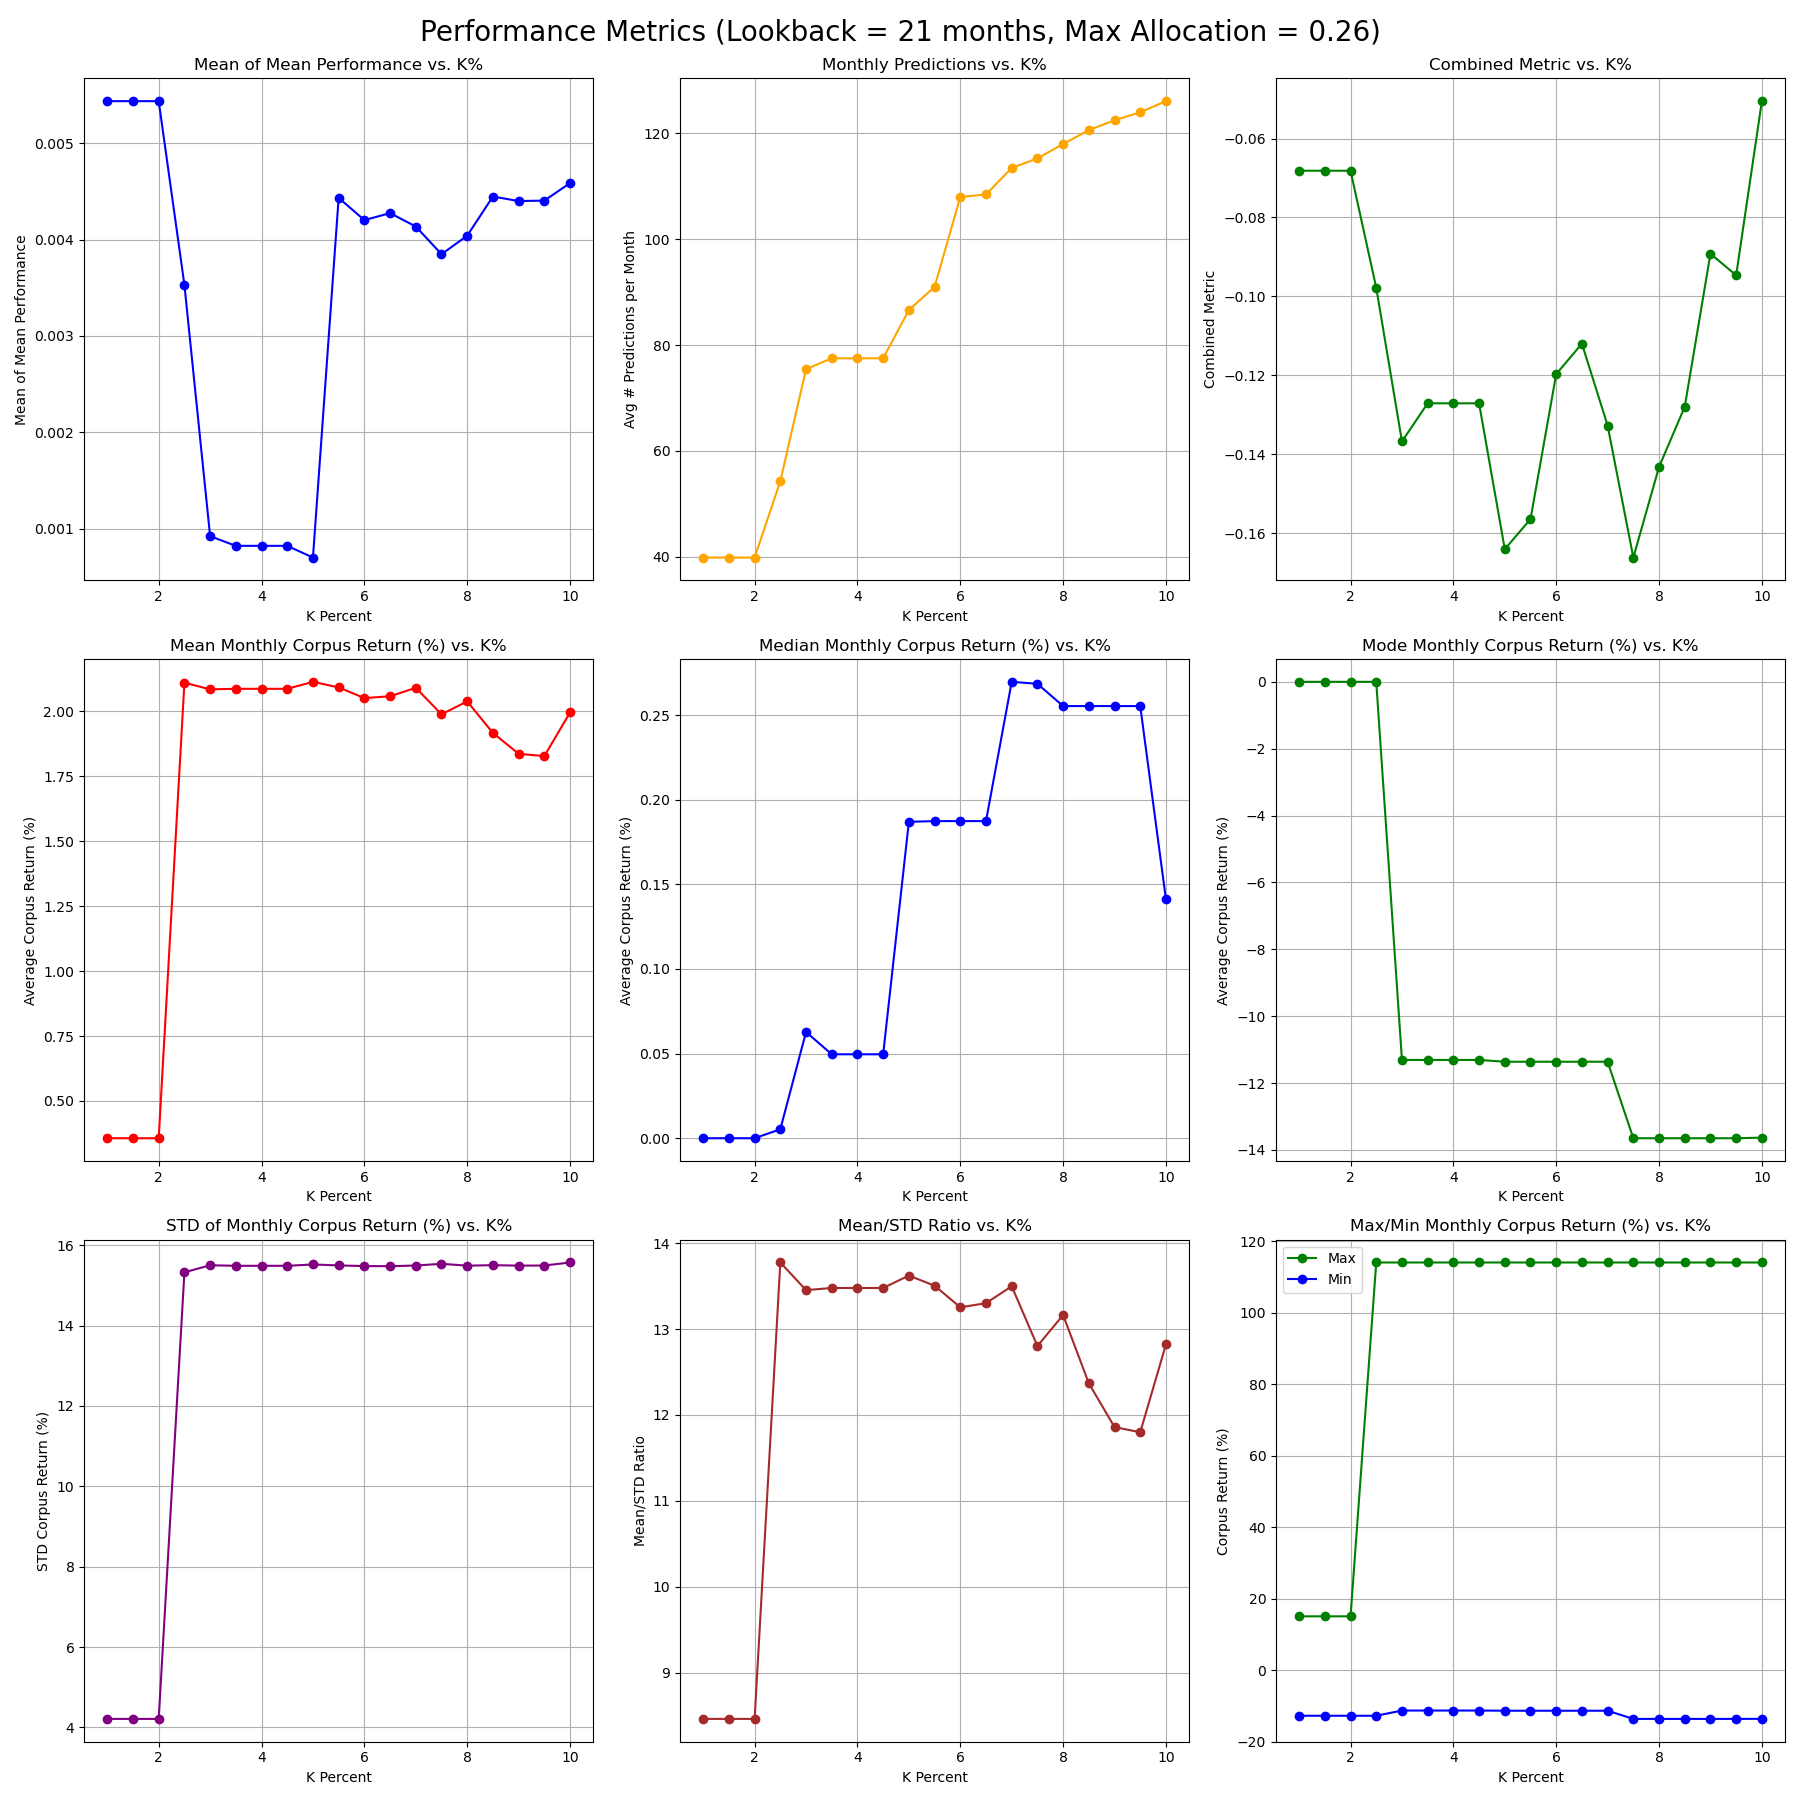 Performance Metrics (Lookback = 21 months, Max Allocation = 0.26)
Mean of Mean Performance vs. K%
Mean of Mean Performance
0.005
0.004
0.003
0.002
0.001
2 4 6 8 10
K Percent
Monthly Predictions vs. K%
Avg # Predictions per Month
120
100
80
60
40
2 4 6 8 10
K Percent
Combined Metric vs. K%
Combined Metric
−0.06
−0.08
−0.10
−0.12
−0.14
−0.16
2 4 6 8 10
K Percent
Mean Monthly Corpus Return (%) vs. K%
Average Corpus Return (%)
2.00
1.75
1.50
1.25
1.00
0.75
0.50
2 4 6 8 10
K Percent
Median Monthly Corpus Return (%) vs. K%
Average Corpus Return (%)
0.25
0.20
0.15
0.10
0.05
0.00
2 4 6 8 10
K Percent
Mode Monthly Corpus Return (%) vs. K%
Average Corpus Return (%)
0
−2
−4
−6
−8
−10
−12
−14
2 4 6 8 10
K Percent
STD of Monthly Corpus Return (%) vs. K%
STD Corpus Return (%)
16
14
12
10
8
6
4
2 4 6 8 10
K Percent
Mean/STD Ratio vs. K%
Mean/STD Ratio
14
13
12
11
10
9
2 4 6 8 10
K Percent
Max/Min Monthly Corpus Return (%) vs. K%
Corpus Return (%)
Max
Min
120
100
80
60
40
20
0
−20
2 4 6 8 10
K Percent